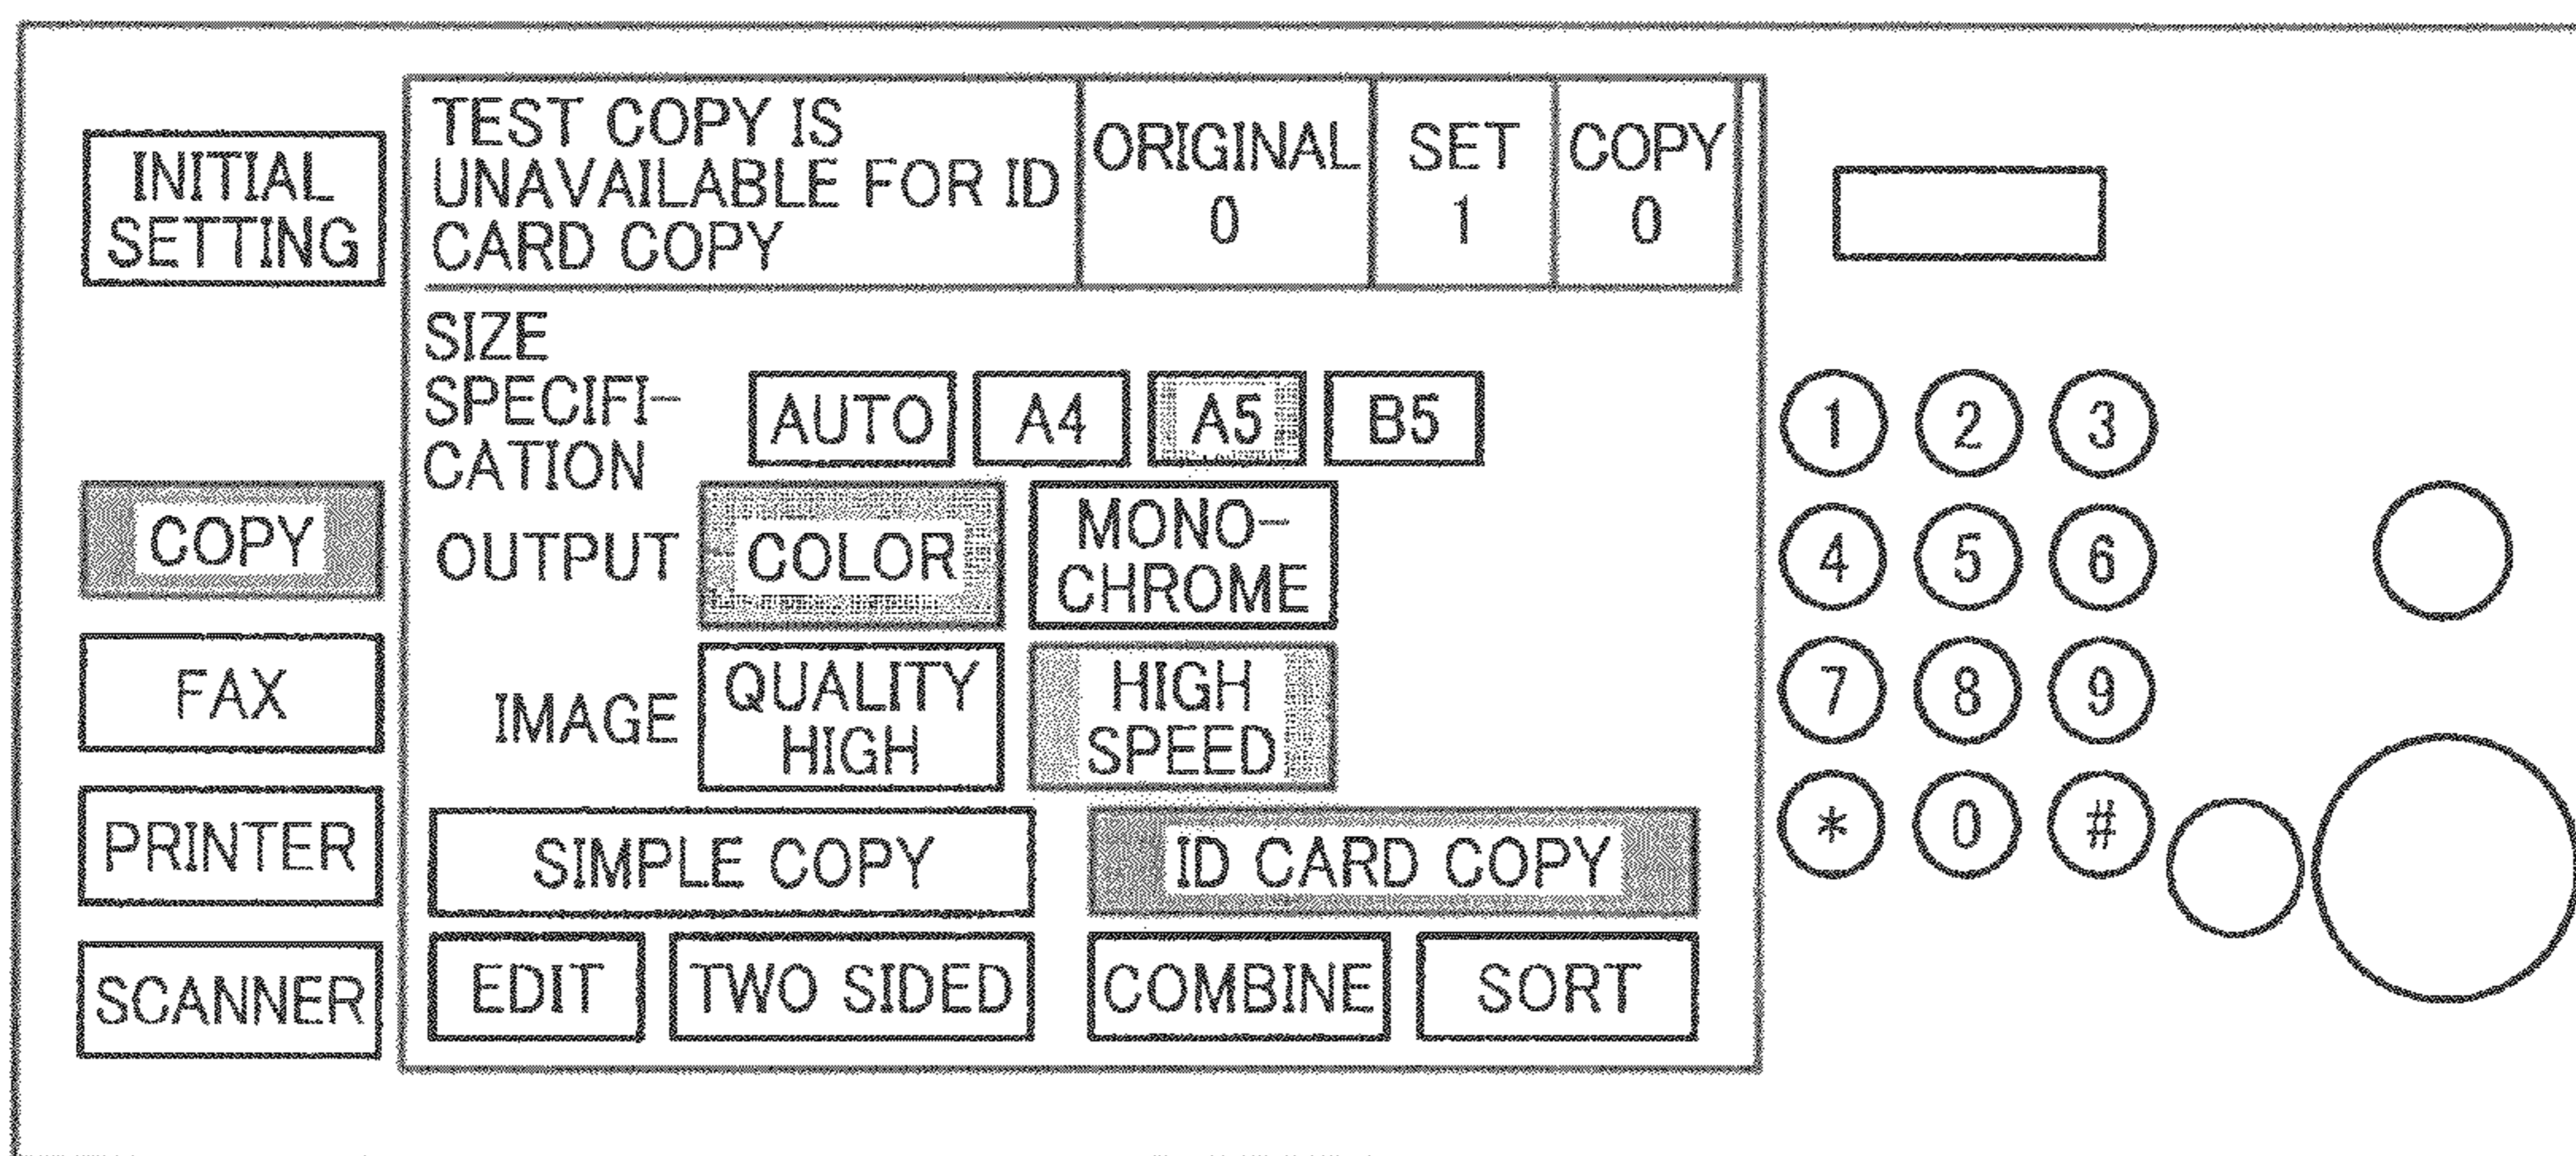 INITIAL
SETTING
COPY
FAX
PRINTER
SCANNER
TEST COPY IS
UNAVAILABLE FOR ID
CARD COPY
ORIGINAL
0
SET
1
COPY
0
SIZE
SPECIFI-
CATION
AUTO
A4
A5
B5
OUTPUT
COLOR
MONO-
CHROME
IMAGE
QUALITY
HIGH
HIGH
SPEED
SIMPLE COPY
ID CARD COPY
EDIT
TWO SIDED
COMBINE
SORT
1 2 3
4 5 6
7 8 9
* 0 #